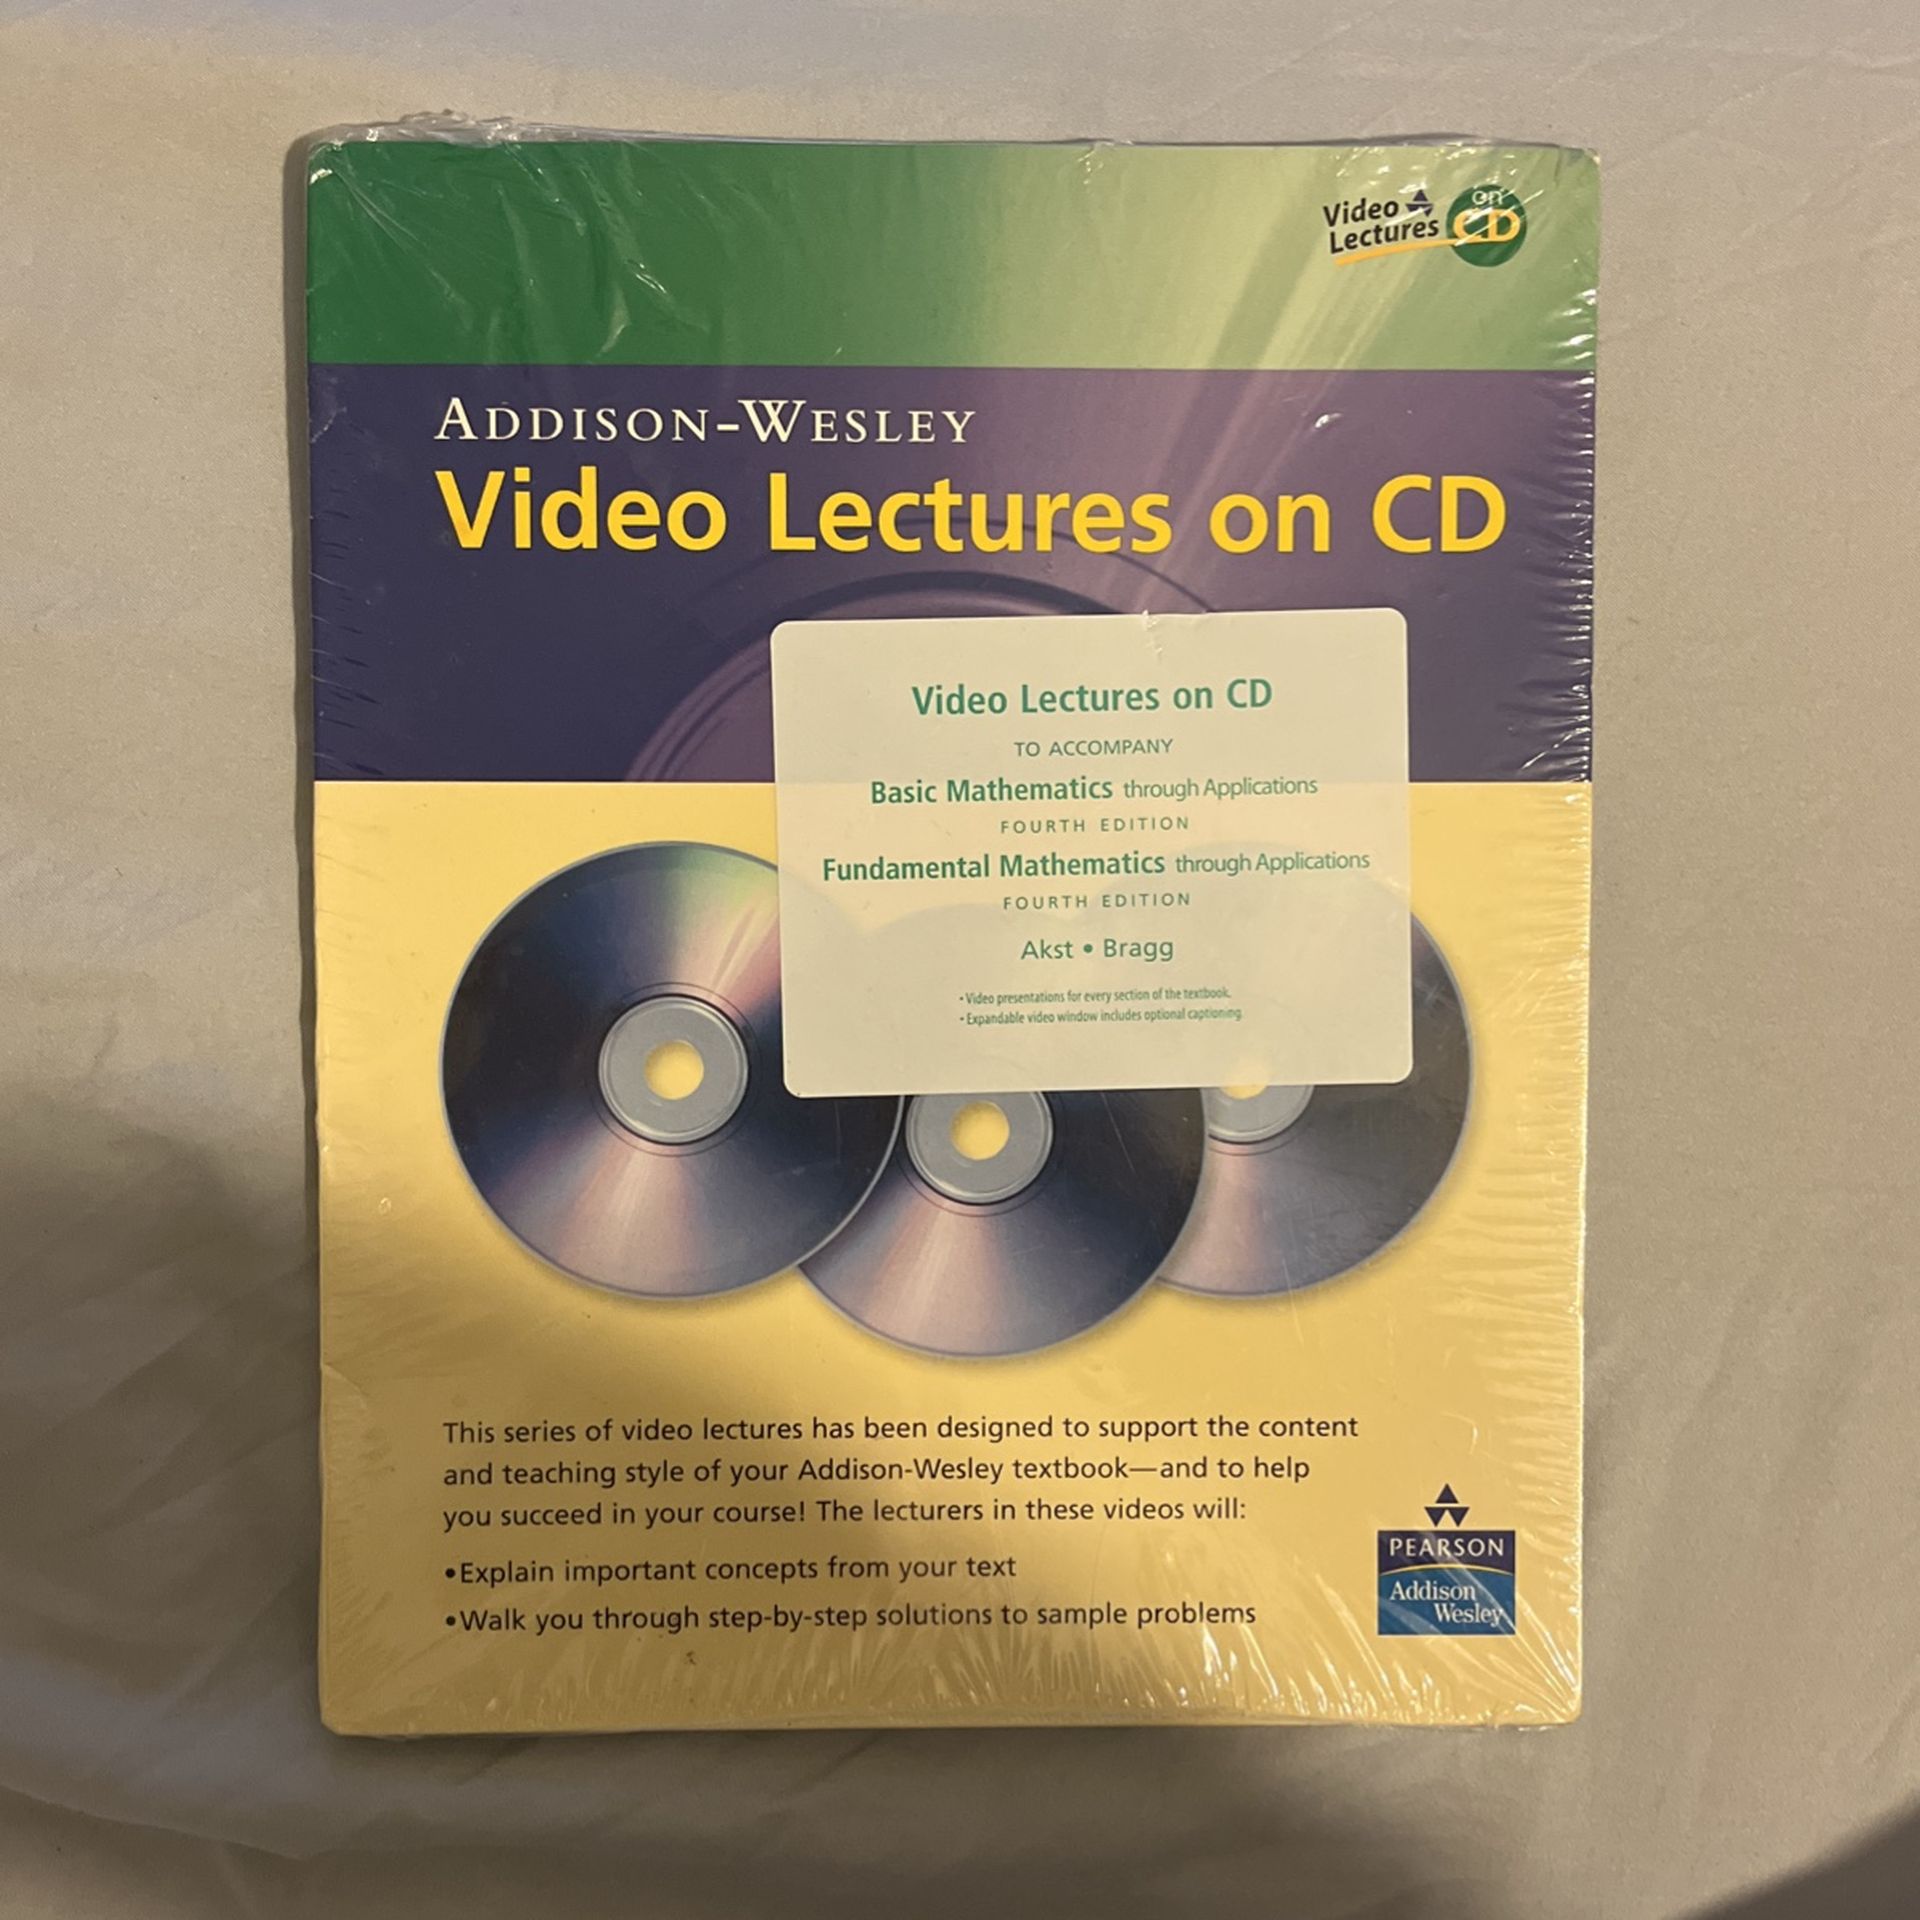 Video
Lectures
on
CD
ADDISON-WESLEY
Video Lectures on CD
Video Lectures on CD
TO ACCOMPANY
Basic Mathematics through Applications
FOURTH EDITION
Fundamental Mathematics through Applications
FOURTH EDITION
Akst • Bragg
• Video presentations for every section of the textbook.
• Expandable video window includes optional captioning.
This series of video lectures has been designed to support the content
and teaching style of your Addison-Wesley textbook—and to help
you succeed in your course! The lecturers in these videos will:
•Explain important concepts from your text
•Walk you through step-by-step solutions to sample problems
PEARSON
Addison
Wesley